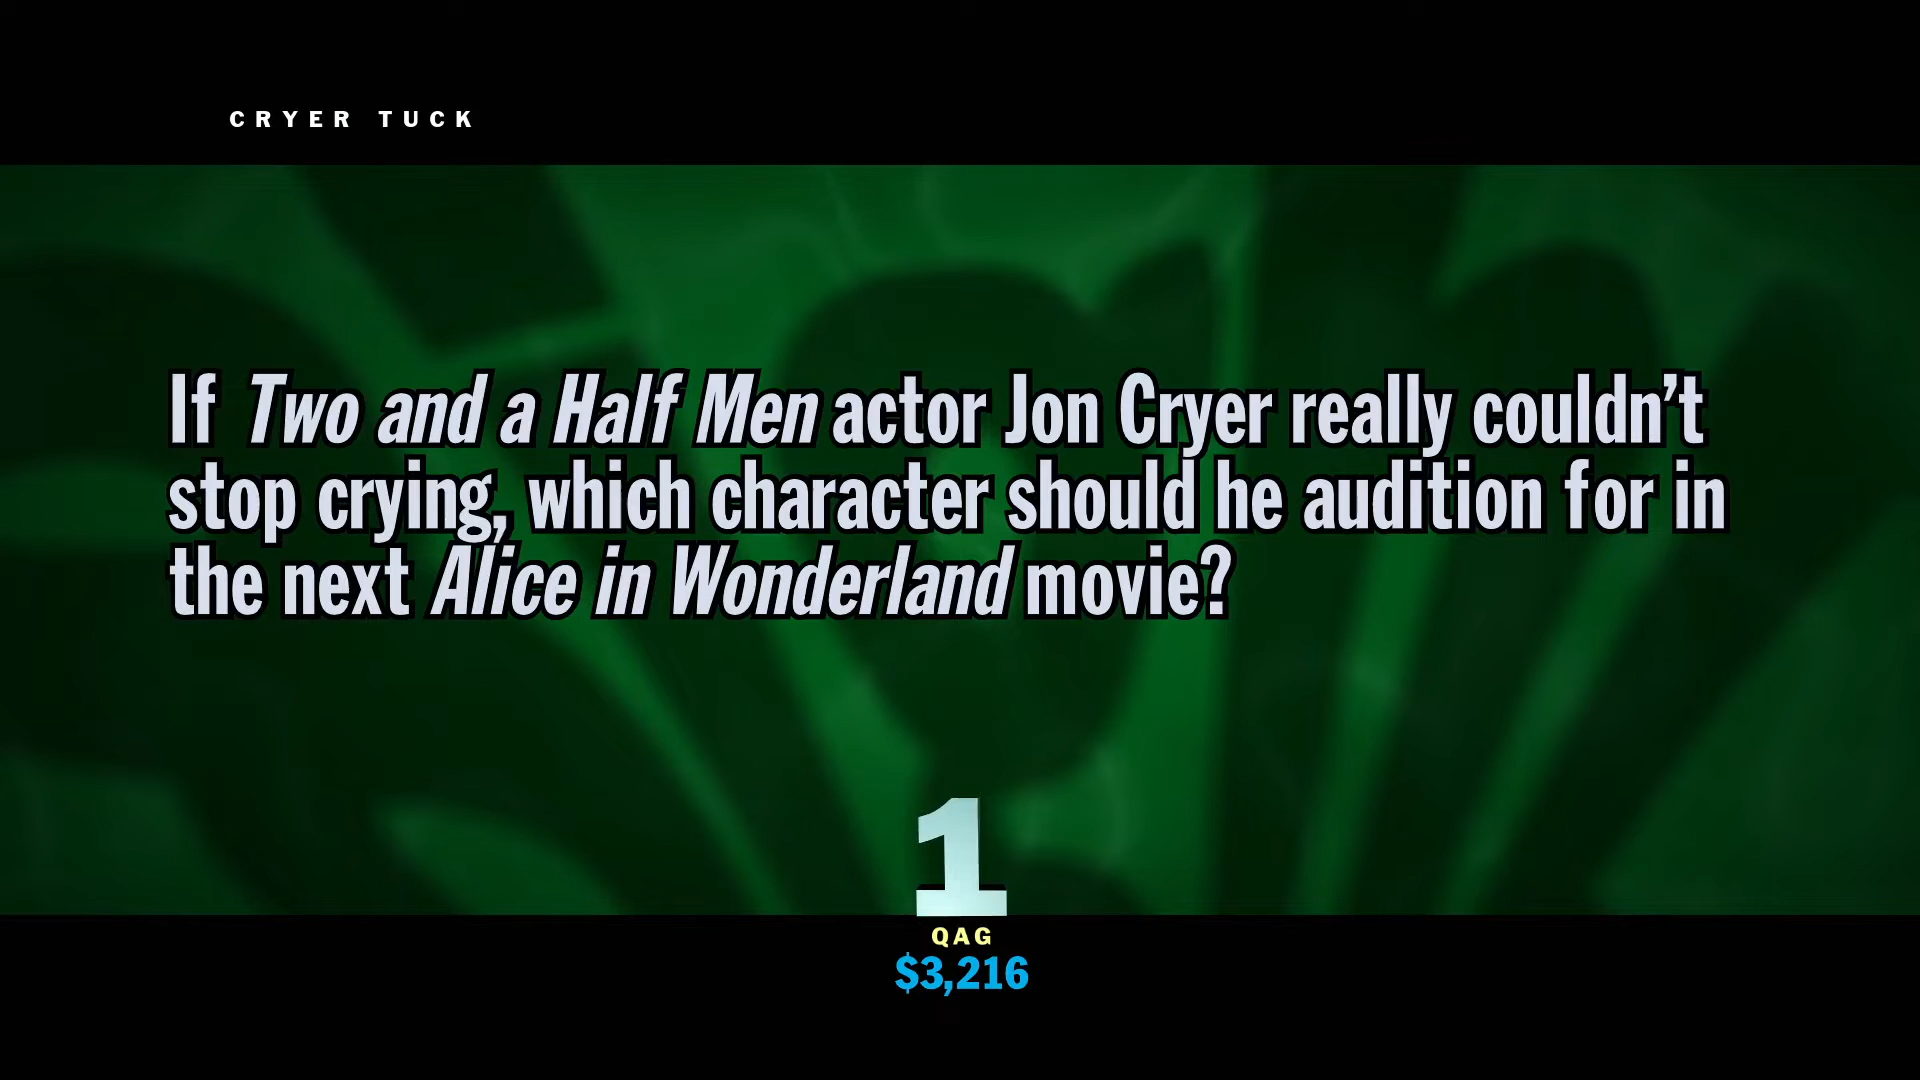 CRYER TUCK
If Two and a Half Men actor Jon Cryer really couldn’t
stop crying, which character should he audition for in
the next Alice in Wonderland movie?
1
QAG
$3,216